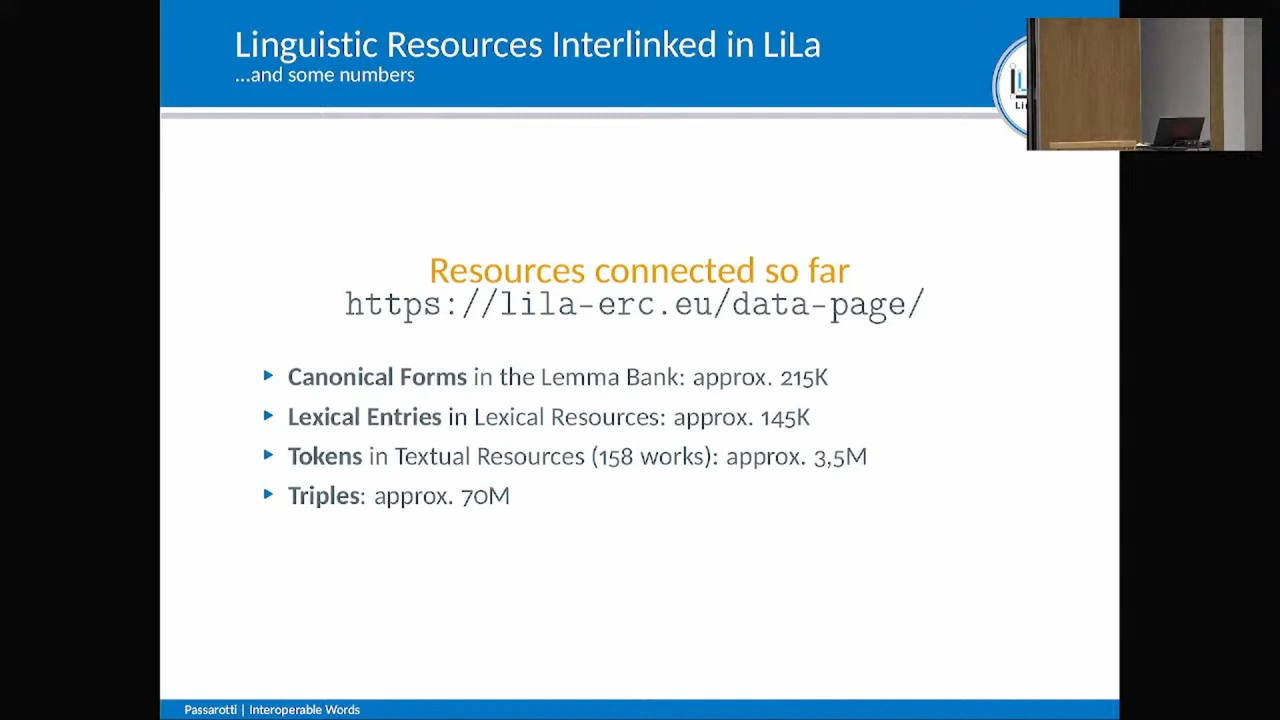 Linguistic Resources Interlinked in LiLa
...and some numbers
Resources connected so far
https://lila-erc.eu/data-page/
Canonical Forms in the Lemma Bank: approx. 215K
Lexical Entries in Lexical Resources: approx. 145K
Tokens in Textual Resources (158 works): approx. 3,5M
Triples: approx. 70M
Passarotti | Interoperable Words